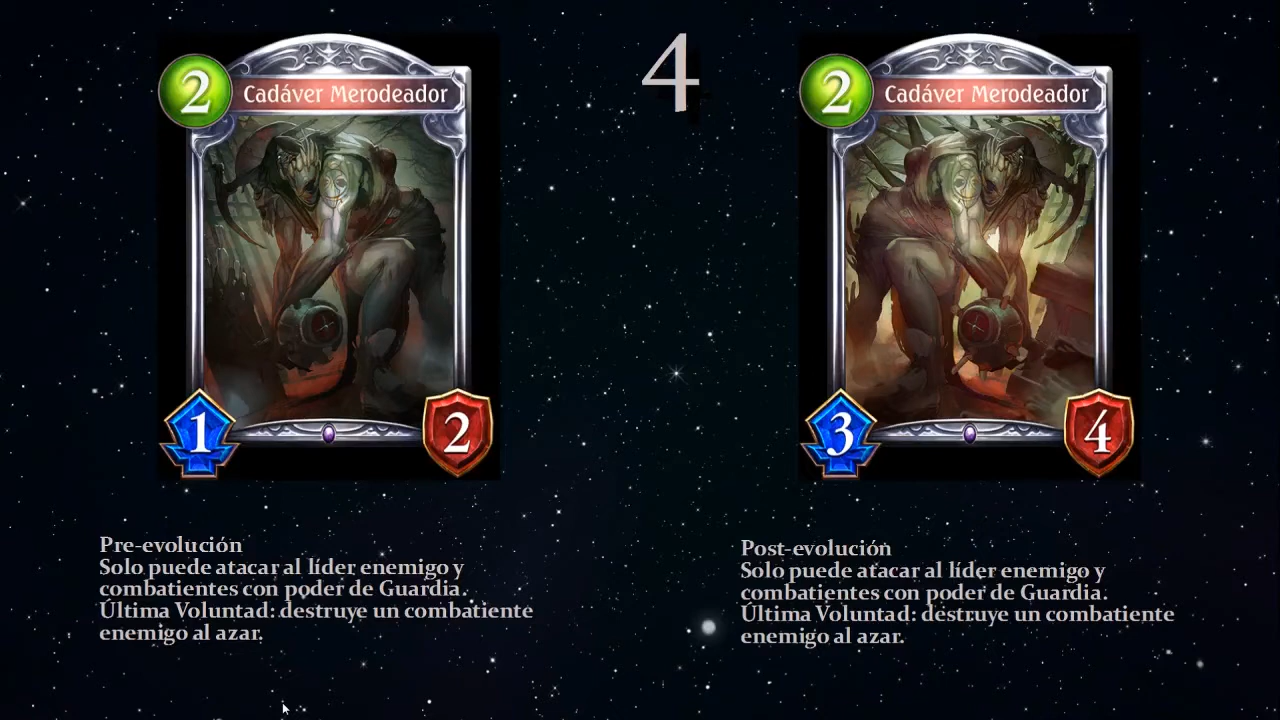 4
2
Cadáver Merodeador
1
2
Pre-evolución
Solo puede atacar al líder enemigo y
combatientes con poder de Guardia.
Última Voluntad: destruye un combatiente
enemigo al azar.
2
Cadáver Merodeador
3
4
Post-evolución
Solo puede atacar al líder enemigo y
combatientes con poder de Guardia.
Última Voluntad: destruye un combatiente
enemigo al azar.